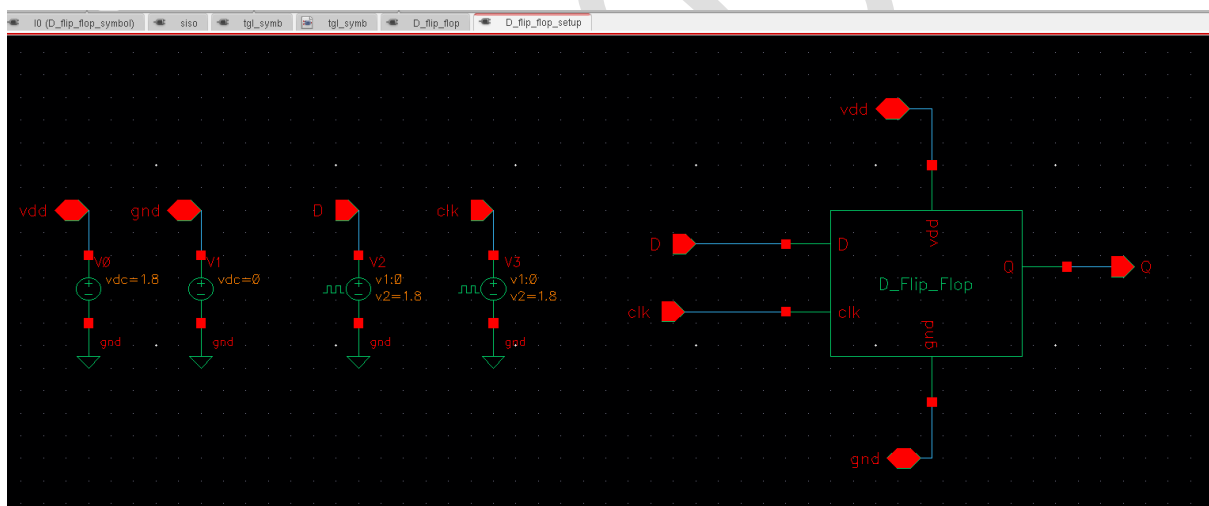 I0 (D_flip_flop_symbol)
siso
tgl_symb
tgl_symb
D_flip_flop
D_flip_flop_setup
vdd
gnd
D
clk
V0
vdc=1.8
gnd
V1
vdc=0
V2
v1:0
v2=1.8
gnd
V3
v1:0
v2=1.8
gnd
vdd
vdd
D
D
Q
Q
D_Flip_Flop
clk
clk
gnd
gnd